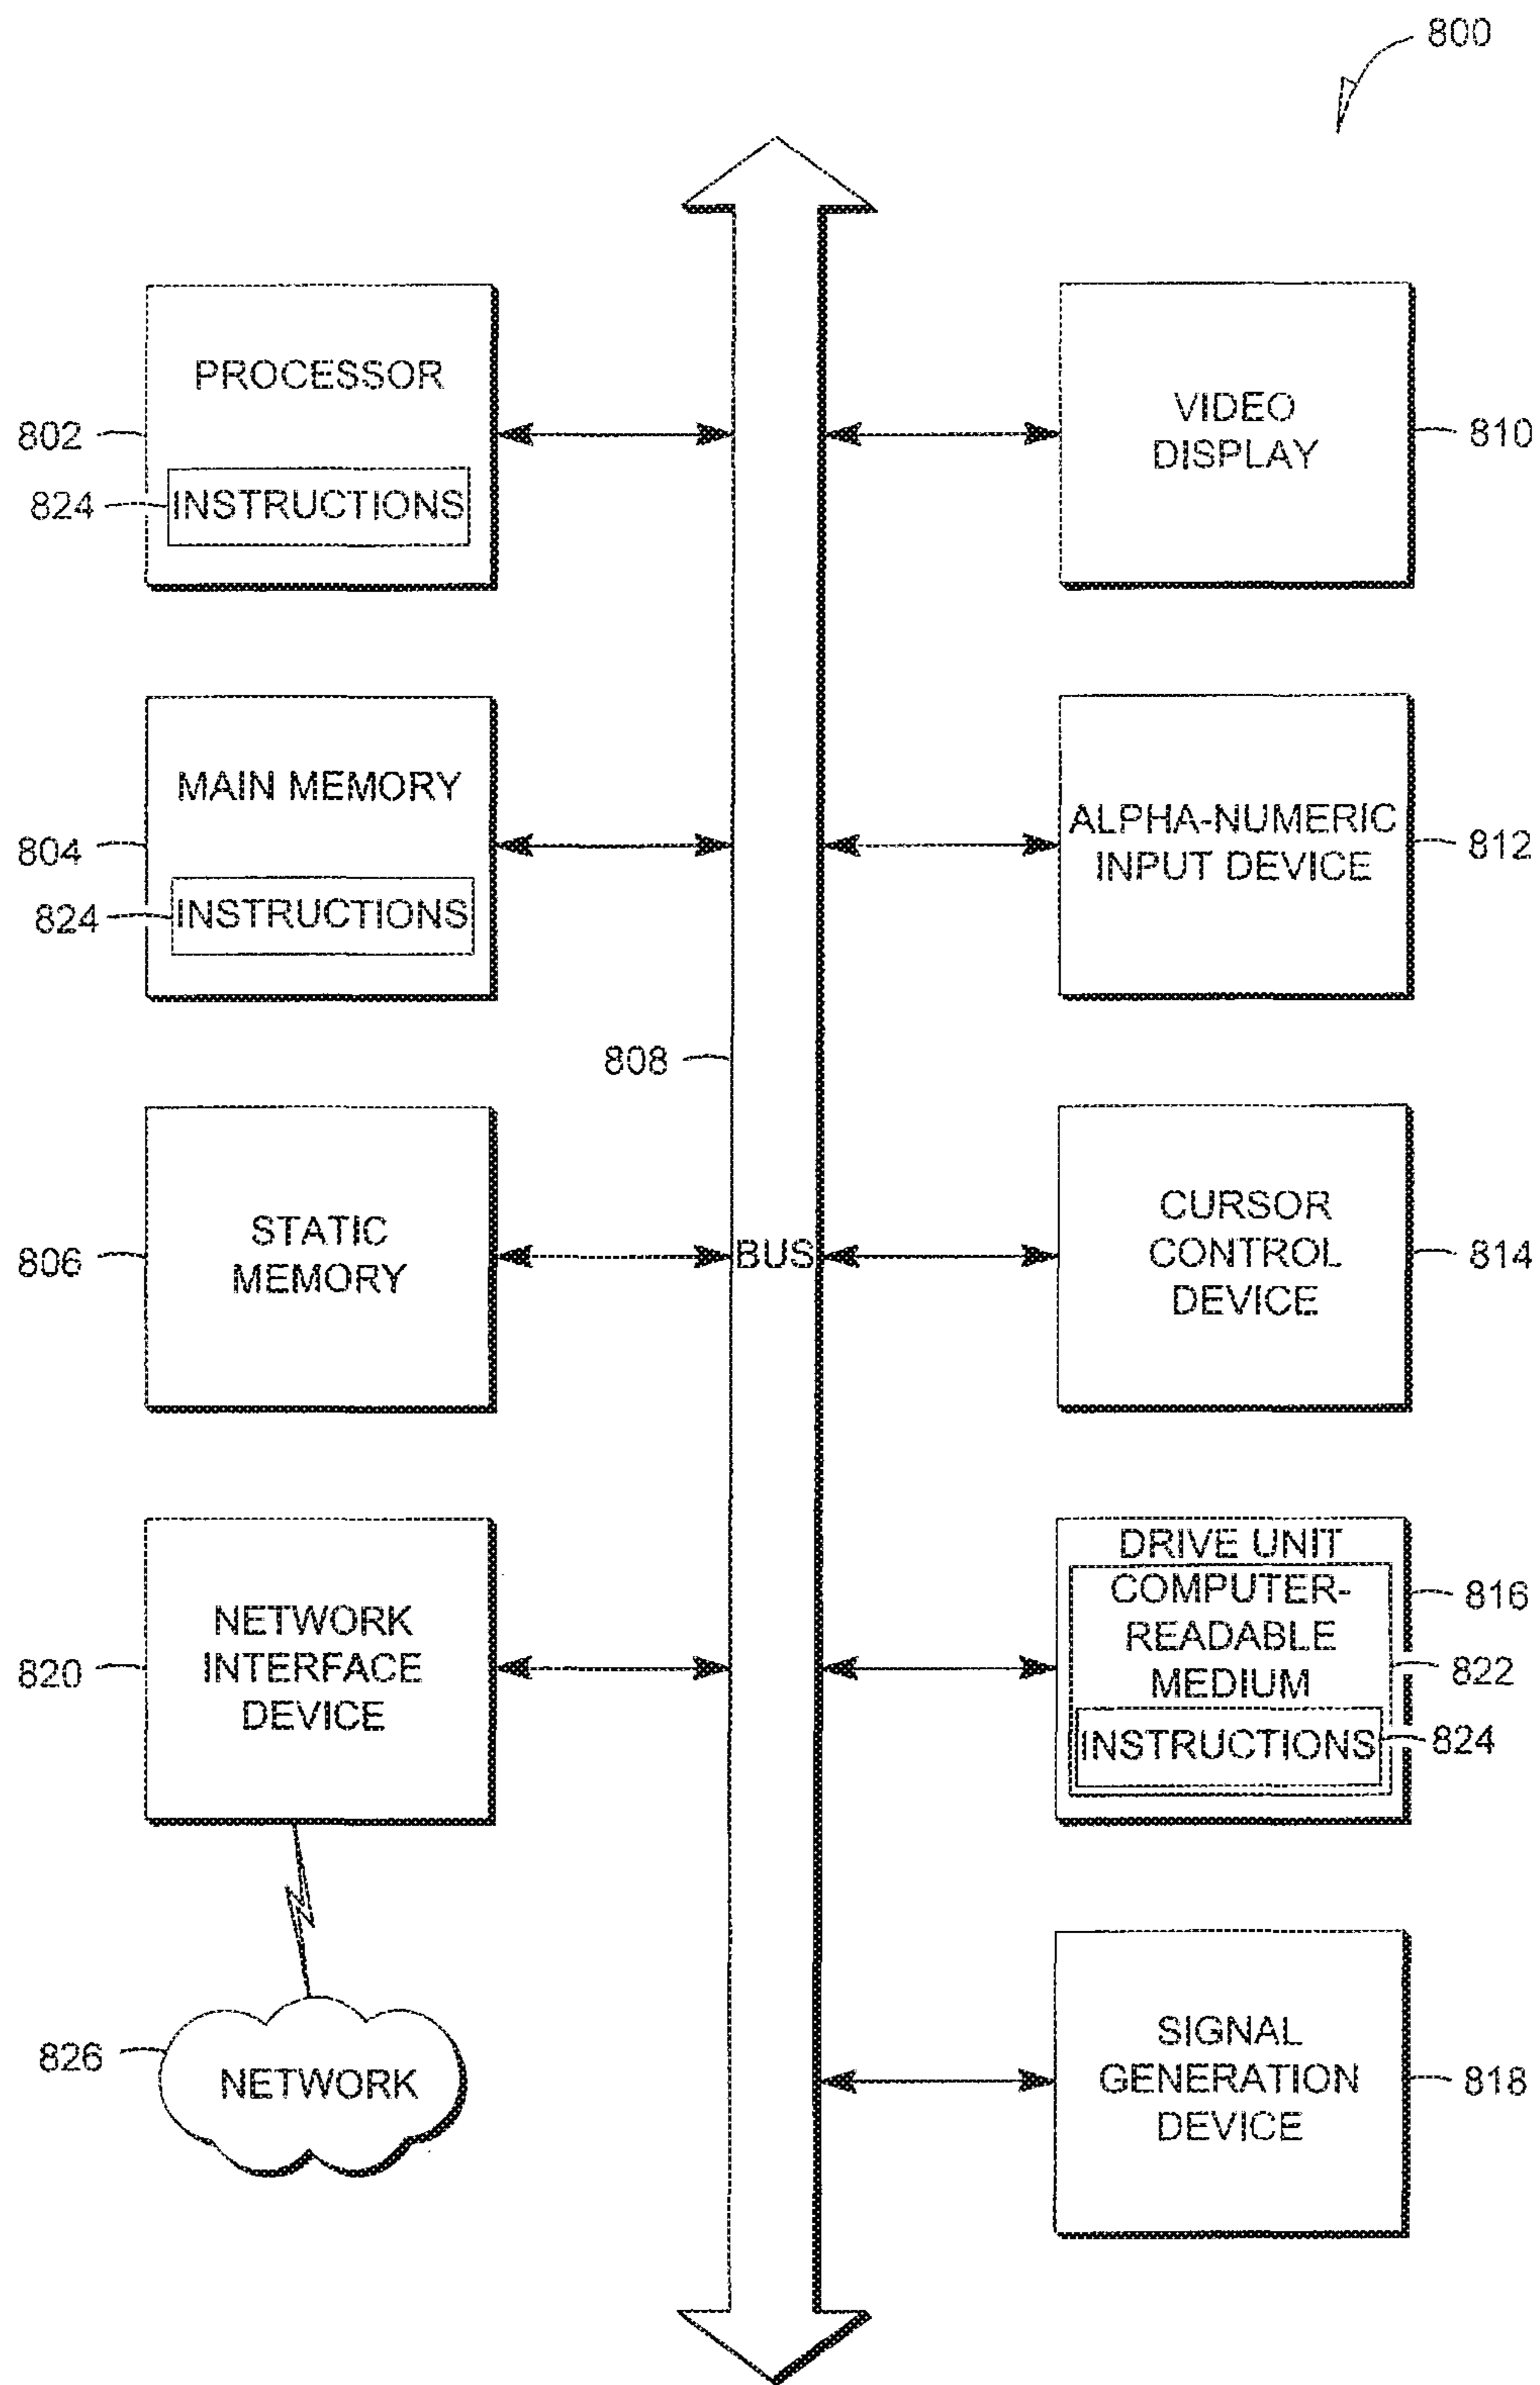 800
PROCESSOR
802
824
INSTRUCTIONS
VIDEO
DISPLAY
810
MAIN MEMORY
804
824
INSTRUCTIONS
ALPHA-NUMERIC
INPUT DEVICE
812
808
STATIC
MEMORY
806
BUS
CURSOR
CONTROL
DEVICE
814
NETWORK
INTERFACE
DEVICE
820
DRIVE UNIT
COMPUTER-
READABLE
MEDIUM
816
822
INSTRUCTIONS
824
826
NETWORK
SIGNAL
GENERATION
DEVICE
818